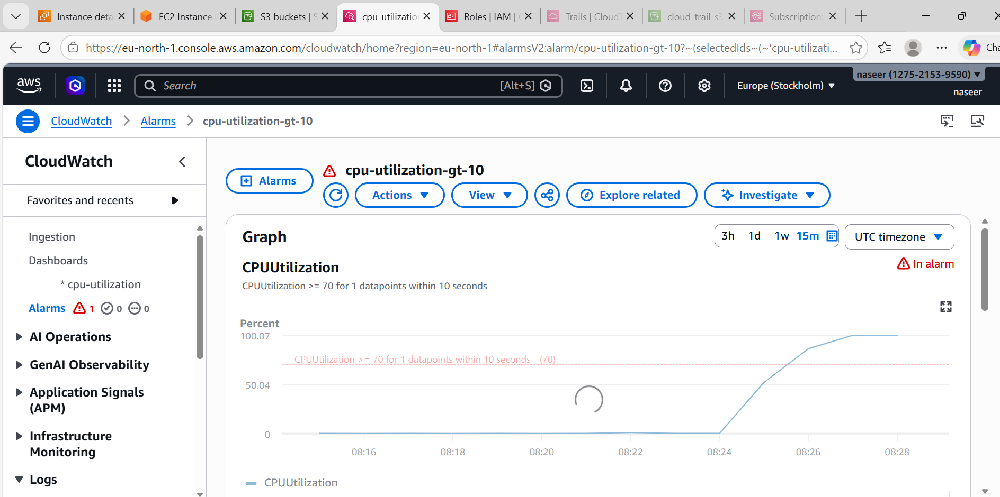 Instance deta
EC2 Instance
S3 buckets | S
cpu-utilizatio
Roles | IAM |
Trails | CloudT
cloud-trail-s3
Subscription
https://eu-north-1.console.aws.amazon.com/cloudwatch/home?region=eu-north-1#alarmsV2:alarm/cpu-utilization-gt-10?~(selectedIds~(~'cpu-utilizati...
Cha
aws
Search
[Alt+S]
Europe (Stockholm)
naseer (1275-2153-9590)
naseer
CloudWatch
Alarms
cpu-utilization-gt-10
CloudWatch
Favorites and recents
Ingestion
Dashboards
* cpu-utilization
Alarms 1 0 0
AI Operations
GenAI Observability
Application Signals
(APM)
Infrastructure
Monitoring
Logs
Alarms
cpu-utilization-gt-10
Actions
View
Explore related
Investigate
Graph
3h 1d 1w 15m
UTC timezone
CPUUtilization
In alarm
CPUUtilization >= 70 for 1 datapoints within 10 seconds
Percent
100.07
CPUUtilization >= 70 for 1 datapoints within 10 seconds - (70)
50.04
0
08:16 08:18 08:20 08:22 08:24 08:26 08:28
CPUUtilization